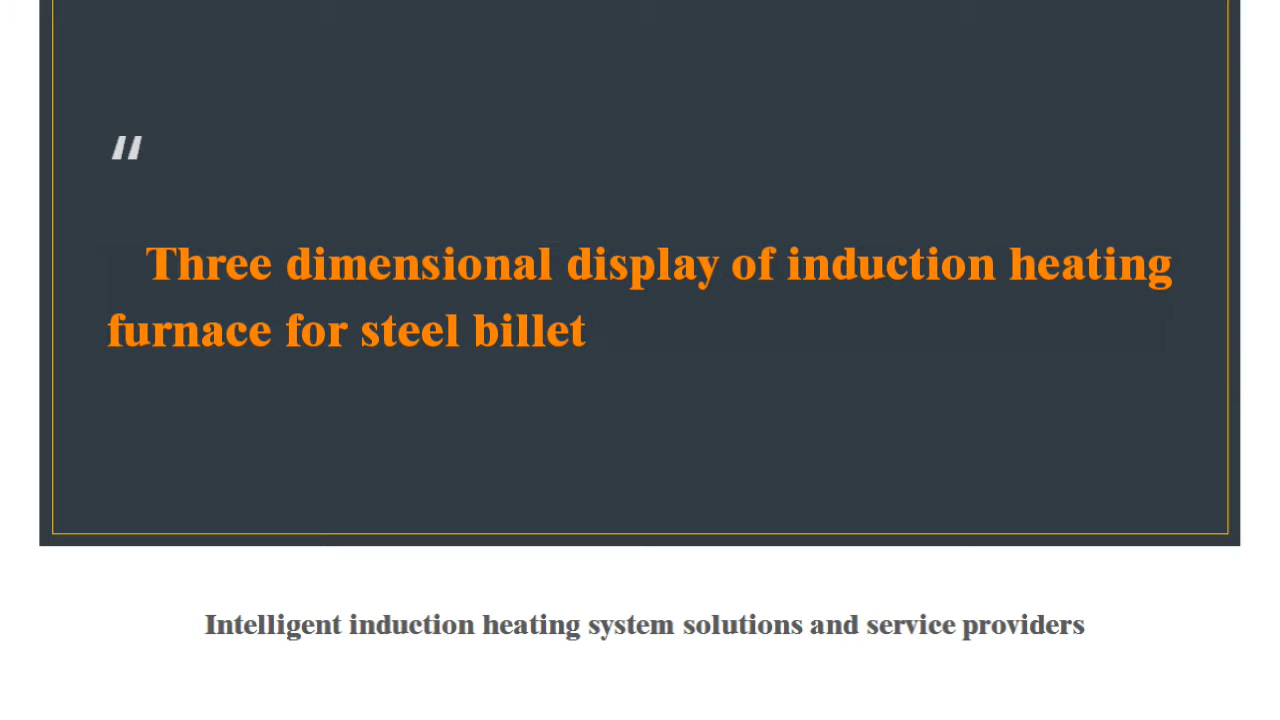 “
Three dimensional display of induction heating
furnace for steel billet
Intelligent induction heating system solutions and service providers